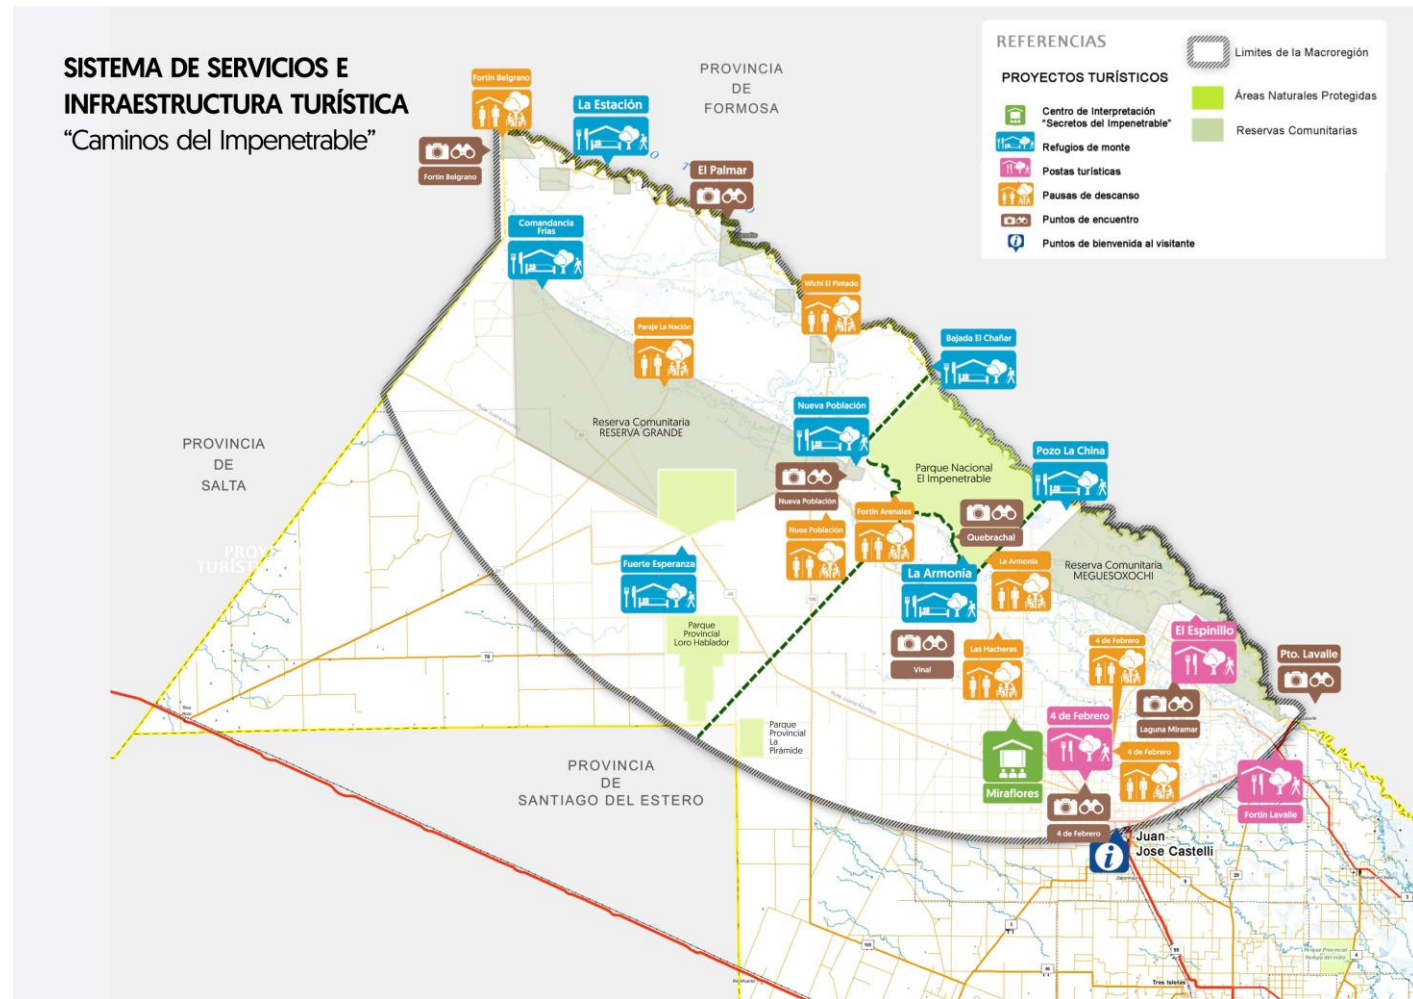 SISTEMA DE SERVICIOS E
INFRAESTRUCTURA TURÍSTICA
"Caminos del Impenetrable"
PROVINCIA
DE
FORMOSA
REFERENCIAS
PROYECTOS TURÍSTICOS
Centro de Interpretación
"Secretos del Impenetrable"
Refugios de monte
Postas turísticas
Pausas de descanso
Puntos de encuentro
Puntos de bienvenida al visitante
Limites de la Macroregión
Áreas Naturales Protegidas
Reservas Comunitarias
Fortín Belgrano
La Estación
Fortín Belgrano
El Palmar
Comandancia
Frías
Wichí El Pintado
Paraje La Nación
Bajada El Chañar
Nueva Población
Reserva Comunitaria
RESERVA GRANDE
PROVINCIA
DE
SALTA
Pozo La China
Parque Nacional
El Impenetrable
Nueva Población
Fortín Arenales
Quebrachal
Nuea Población
Fuerte Esperanza
La Armonía
La Armonía
Reserva Comunitaria
MEGUESOXOCHI
Parque
Provincial
Loro Hablador
Vinal
Las Hacheras
4 de Febrero
El Espinillo
Pto. Lavalle
Laguna Miramar
4 de Febrero
4 de Febrero
Parque
Provincial
La
Pirámide
Miraflores
PROVINCIA
DE
SANTIAGO DEL ESTERO
Fortín Lavalle
4 de Febrero
Juan
Jose Castelli
Tres Isletas